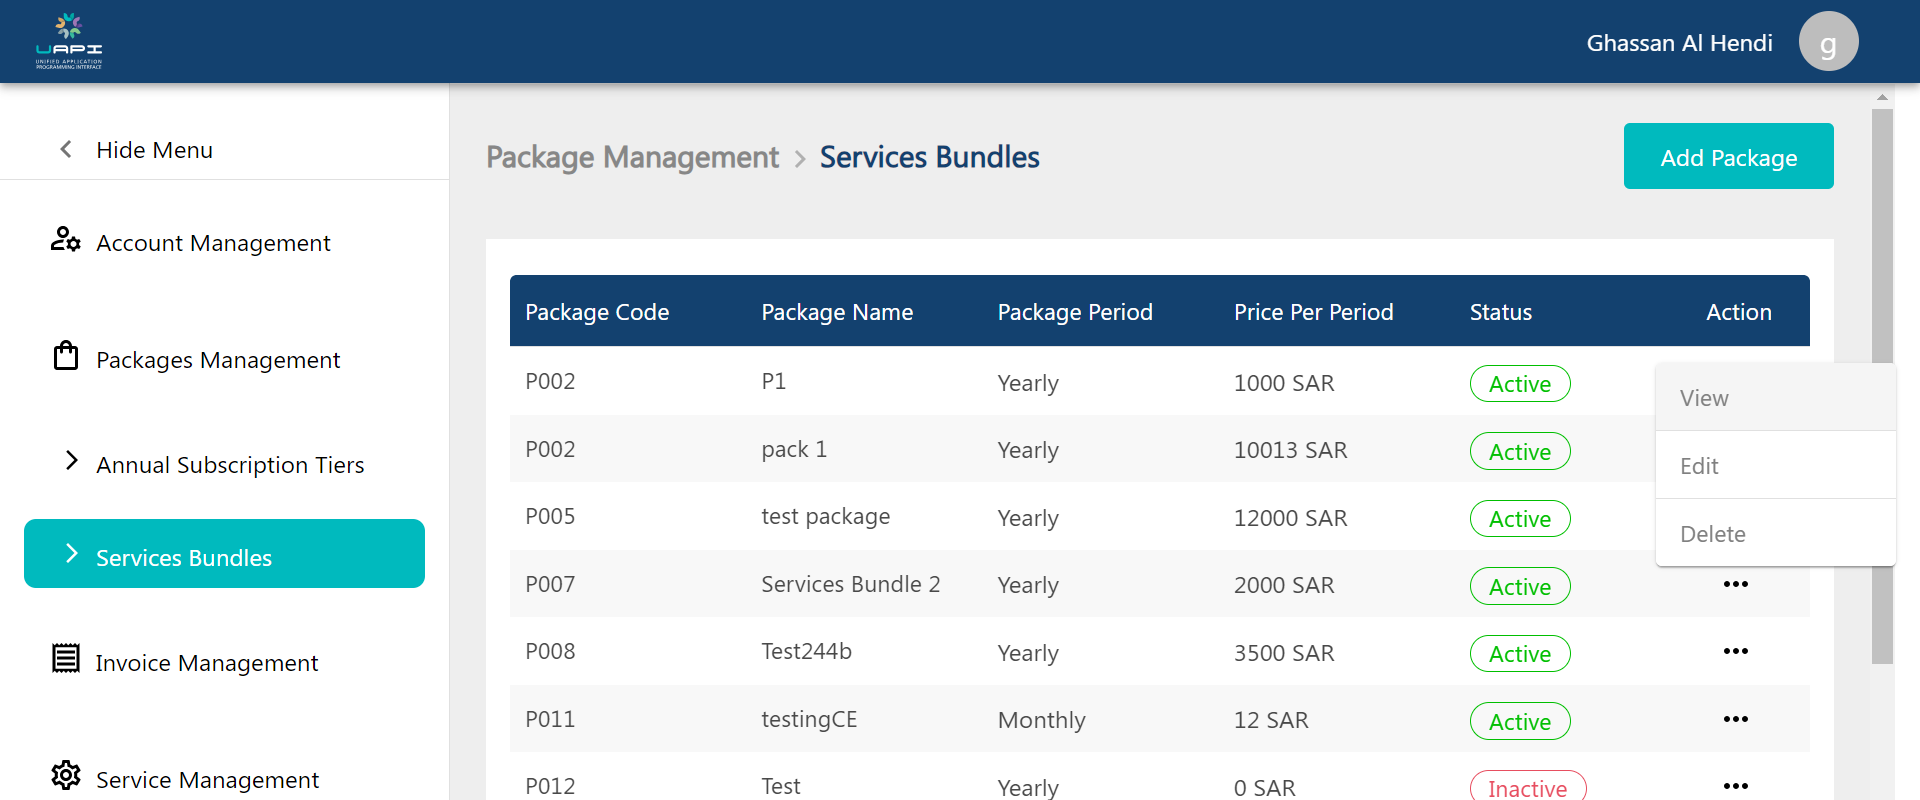 UAPI
UNIFIED APPLICATION
PROGRAMMING INTERFACE
Ghassan Al Hendi
g
Hide Menu
Account Management
Packages Management
Annual Subscription Tiers
Services Bundles
Invoice Management
Service Management
Package Management > Services Bundles
Add Package
Package Code Package Name Package Period Price Per Period Status Action
P002 P1 Yearly 1000 SAR Active
P002 pack 1 Yearly 10013 SAR Active
P005 test package Yearly 12000 SAR Active
P007 Services Bundle 2 Yearly 2000 SAR Active •••
P008 Test244b Yearly 3500 SAR Active •••
P011 testingCE Monthly 12 SAR Active •••
P012 Test Yearly 0 SAR Inactive •••
View
Edit
Delete